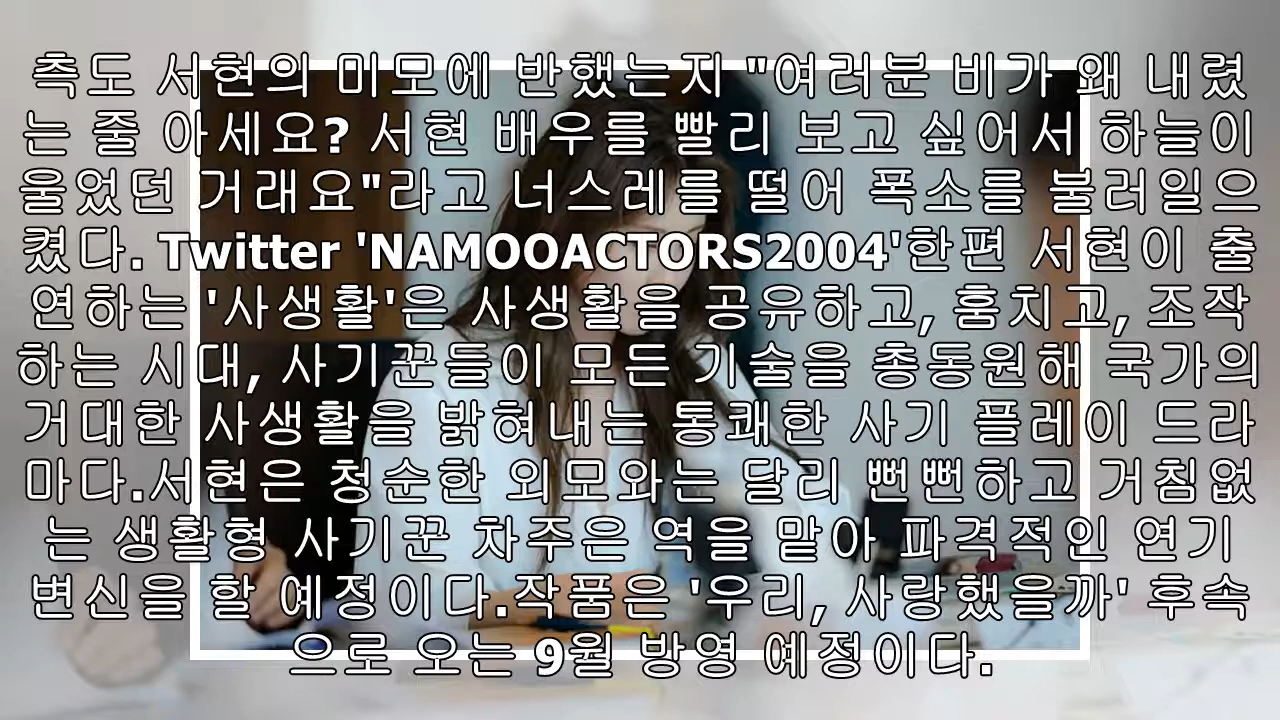 측도 서현의 미모에 반했는지 "여러분 비가 왜 내렸
는 줄 아세요? 서현 배우를 빨리 보고 싶어서 하늘이
울었던 거래요"라고 너스레를 떨어 폭소를 불러일으
켰다. Twitter 'NAMOOACTORS2004'한편 서현이 출
연하는 '사생활'은 사생활을 공유하고, 훔치고, 조작
하는 시대, 사기꾼들이 모든 기술을 총동원해 국가의
거대한 사생활을 밝혀내는 통쾌한 사기 플레이 드라
마다.서현은 청순한 외모와는 달리 뻔뻔하고 거침없
는 생활형 사기꾼 차주은 역을 맡아 파격적인 연기
변신을 할 예정이다.작품은 '우리, 사랑했을까' 후속
으로 오는 9월 방영 예정이다.